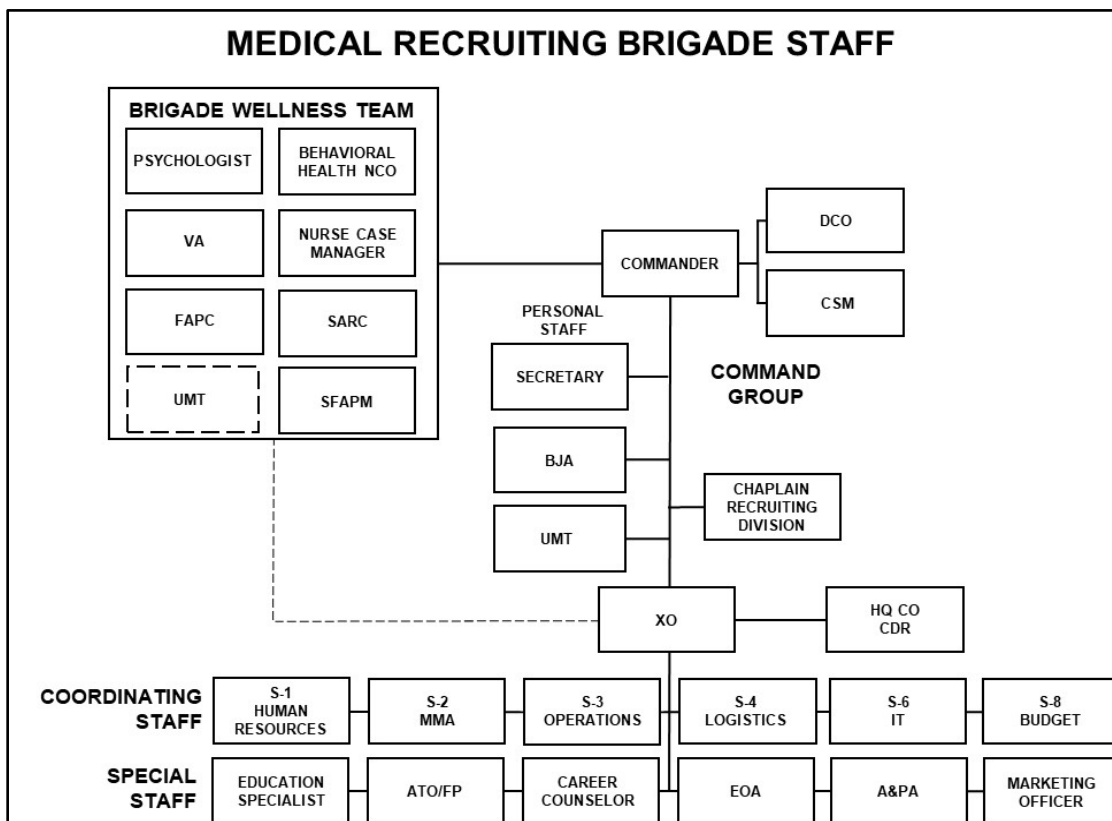 MEDICAL RECRUITING BRIGADE STAFF
BRIGADE WELLNESS TEAM
PSYCHOLOGIST
BEHAVIORAL
HEALTH NCO
VA
NURSE CASE
MANAGER
FAPC
SARC
UMT
SFAPM
COMMANDER
DCO
CSM
PERSONAL
STAFF
SECRETARY
COMMAND
GROUP
BJA
CHAPLAIN
RECRUITING
DIVISION
UMT
XO
HQ CO
CDR
COORDINATING
STAFF
S-1
HUMAN
RESOURCES
S-2
MMA
S-3
OPERATIONS
S-4
LOGISTICS
S-6
IT
S-8
BUDGET
SPECIAL
STAFF
EDUCATION
SPECIALIST
ATO/FP
CAREER
COUNSELOR
EOA
A&PA
MARKETING
OFFICER